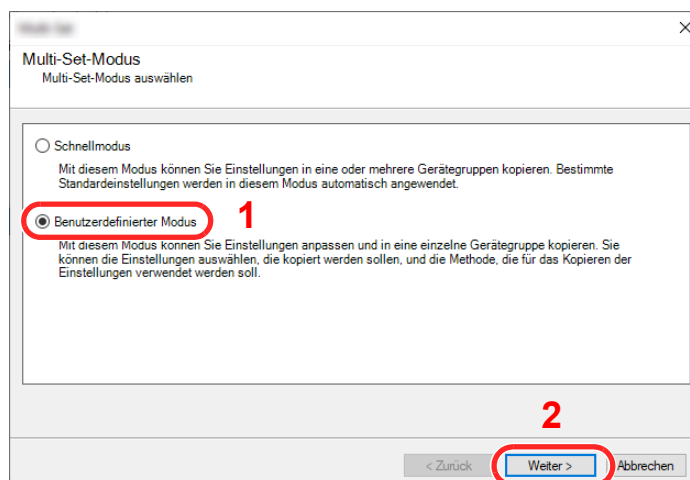 Multi-Set-Modus
Multi-Set-Modus auswählen
Schnellmodus
Mit diesem Modus können Sie Einstellungen in eine oder mehrere Gerätegruppen kopieren. Bestimmte
Standardeinstellungen werden in diesem Modus automatisch angewendet.
Benutzerdefinierter Modus 1
Mit diesem Modus können Sie Einstellungen anpassen und in eine einzelne Gerätegruppe kopieren. Sie
können die Einstellungen auswählen, die kopiert werden sollen, und die Methode, die für das Kopieren der
Einstellungen verwendet werden soll.
2
< Zurück Weiter > Abbrechen